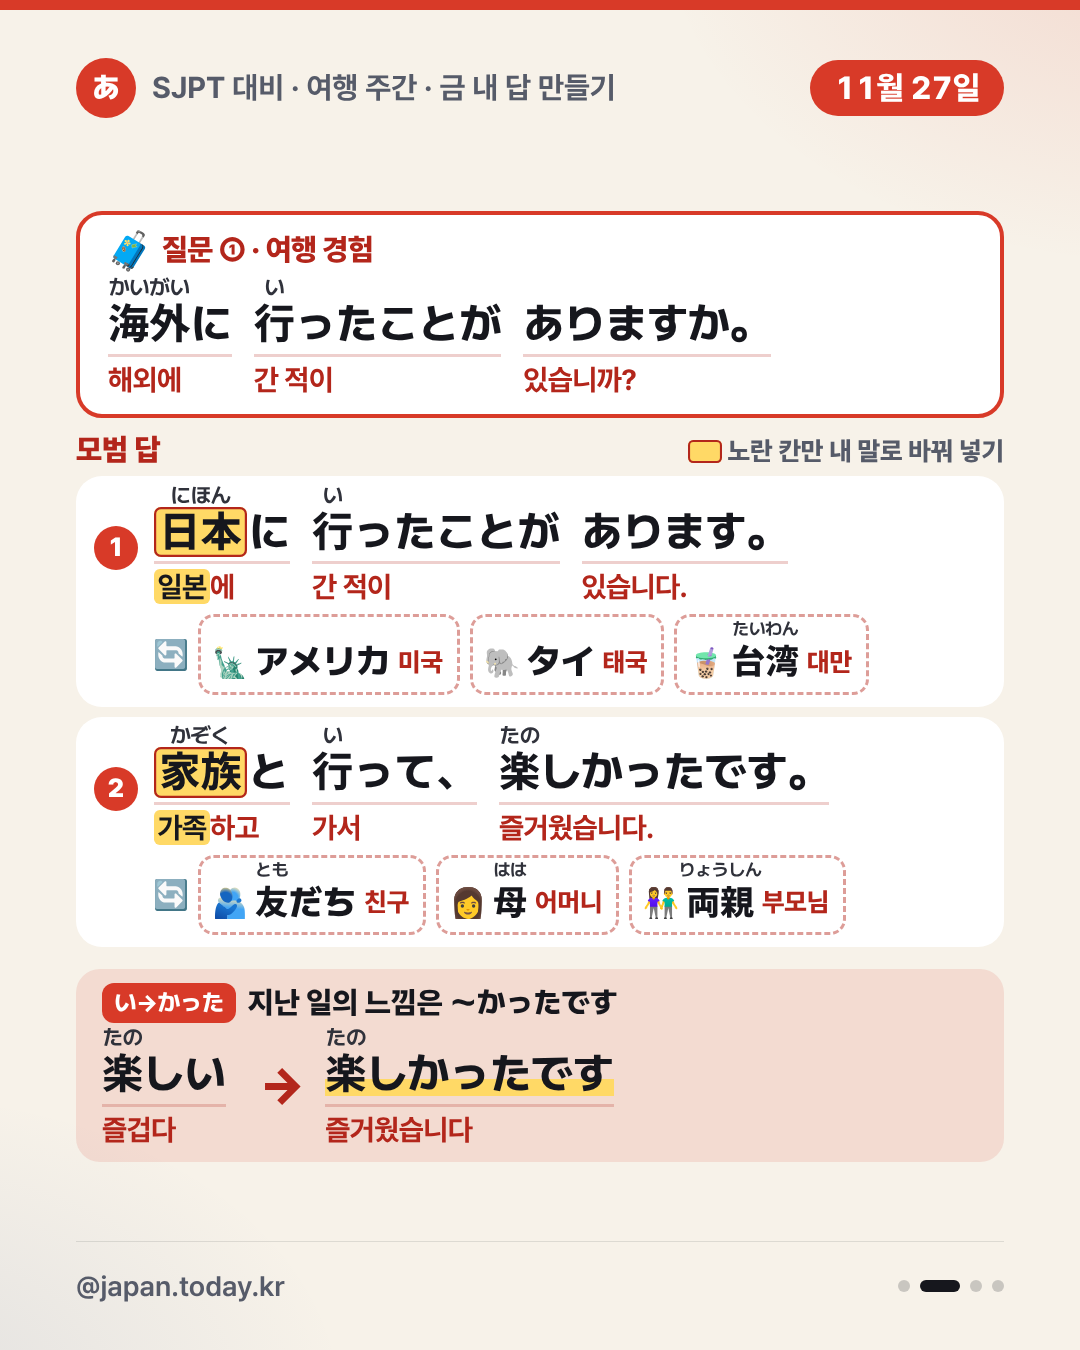 あ SJPT 대비 · 여행 주간 · 금 내 답 만들기 11월 27일
질문 ① · 여행 경험
かいがい い
海外に 行ったことが ありますか。
해외에 간 적이 있습니까?
모범 답 노란 칸만 내 말로 바꿔 넣기
にほん い
1 日本に 行ったことが あります。
일본에 간 적이 있습니다.
たいわん
アメリカ 미국 タイ 태국 台湾 대만
かぞく い たの
2 家族と 行って、 楽しかったです。
가족하고 가서 즐거웠습니다.
とも はは りょうしん
友だち 친구 母 어머니 両親 부모님
い→かった 지난 일의 느낌은 〜かったです
たの たの
楽しい → 楽しかったです
즐겁다 즐거웠습니다
@japan.today.kr